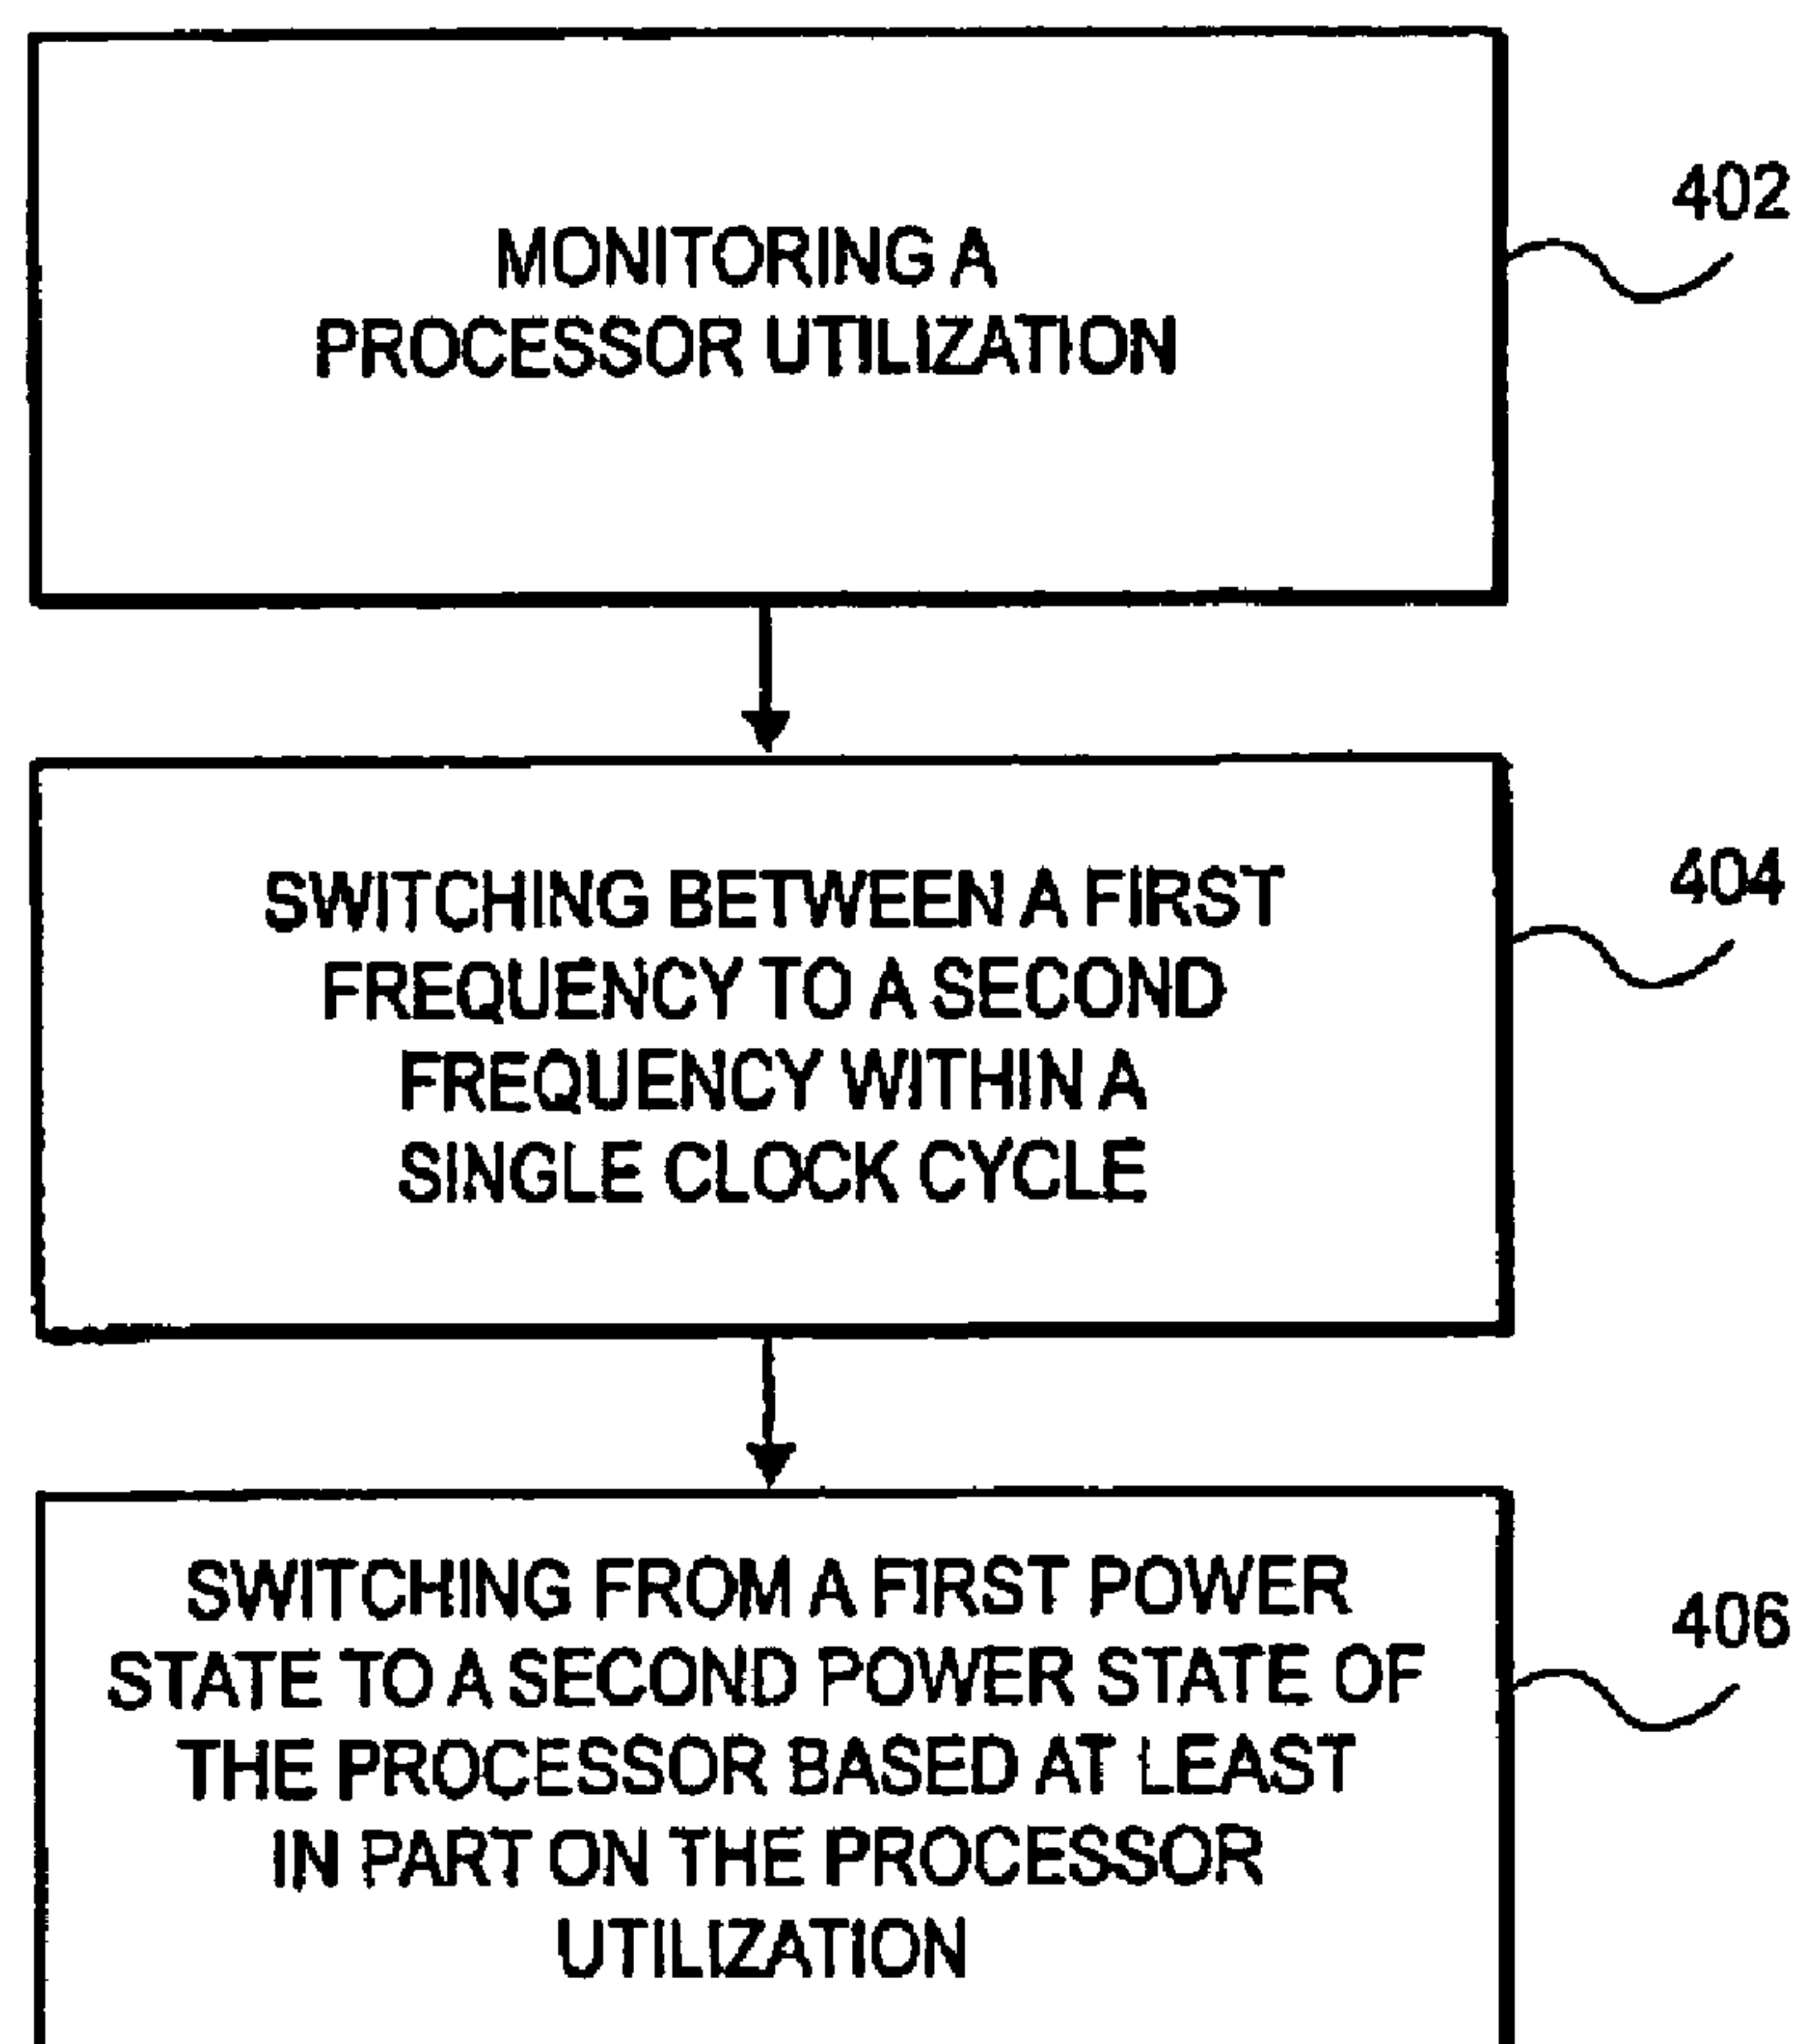 MONITORING A
PROCESSOR UTILIZATION
402
SWITCHING BETWEEN A FIRST
FREQUENCY TO A SECOND
FREQUENCY WITHIN A
SINGLE CLOCK CYCLE
404
SWITCHING FROM A FIRST POWER
STATE TO A SECOND POWER STATE OF
THE PROCESSOR BASED AT LEAST
IN PART ON THE PROCESSOR
UTILIZATION
406